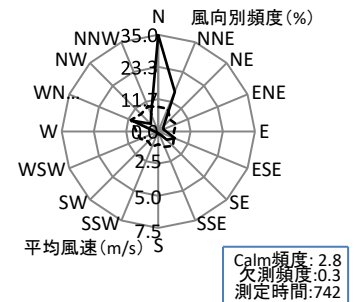 N
風向別頻度(%)
35.0
NNW
NNE
NW
23.3
NE
WN...
11.7
ENE
W
0.0
E
WSW
2.5
ESE
SW
5.0
SE
SSW
SSE
7.5
平均風速(m/s)
S
Calm頻度: 2.8
欠測頻度:0.3
測定時間:742